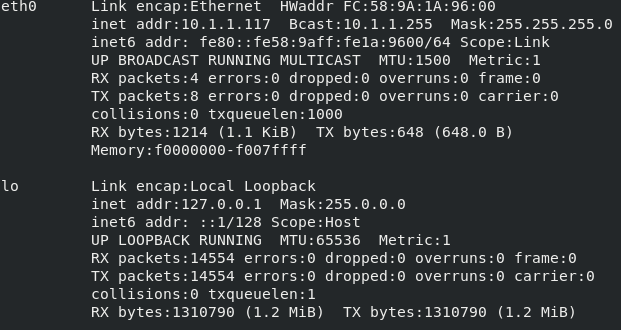 eth0      Link encap:Ethernet  HWaddr FC:58:9A:1A:96:00
          inet addr:10.1.1.117  Bcast:10.1.1.255  Mask:255.255.255.0
          inet6 addr: fe80::fe58:9aff:fe1a:9600/64 Scope:Link
          UP BROADCAST RUNNING MULTICAST  MTU:1500  Metric:1
          RX packets:4 errors:0 dropped:0 overruns:0 frame:0
          TX packets:8 errors:0 dropped:0 overruns:0 carrier:0
          collisions:0 txqueuelen:1000
          RX bytes:1214 (1.1 KiB)  TX bytes:648 (648.0 B)
          Memory:f0000000-f007ffff

lo        Link encap:Local Loopback
          inet addr:127.0.0.1  Mask:255.0.0.0
          inet6 addr: ::1/128 Scope:Host
          UP LOOPBACK RUNNING  MTU:65536  Metric:1
          RX packets:14554 errors:0 dropped:0 overruns:0 frame:0
          TX packets:14554 errors:0 dropped:0 overruns:0 carrier:0
          collisions:0 txqueuelen:1
          RX bytes:1310790 (1.2 MiB)  TX bytes:1310790 (1.2 MiB)